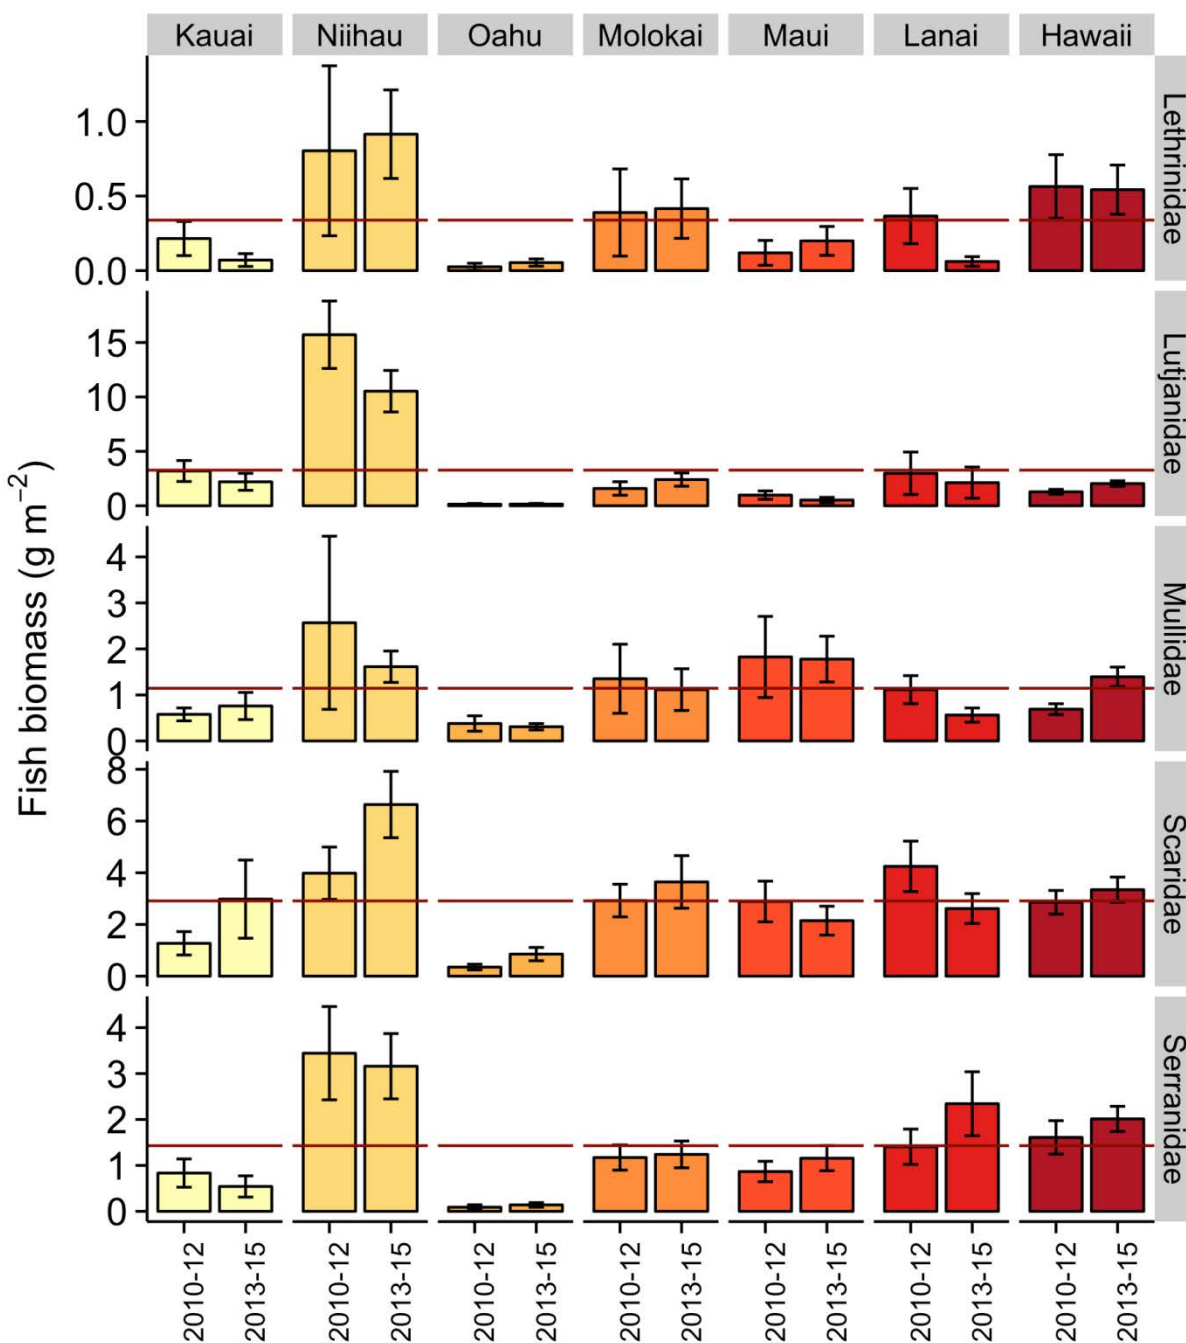 Kauai Niihau Oahu Molokai Maui Lanai Hawaii
Fish biomass (g m⁻²)
1.0
0.5
0.0
Lethrinidae
15
10
5
0
Lutjanidae
4
3
2
1
0
Mullidae
8
6
4
2
0
Scaridae
4
3
2
1
0
Serranidae
2010-12 2013-15 2010-12 2013-15 2010-12 2013-15 2010-12 2013-15 2010-12 2013-15 2010-12 2013-15 2010-12 2013-15